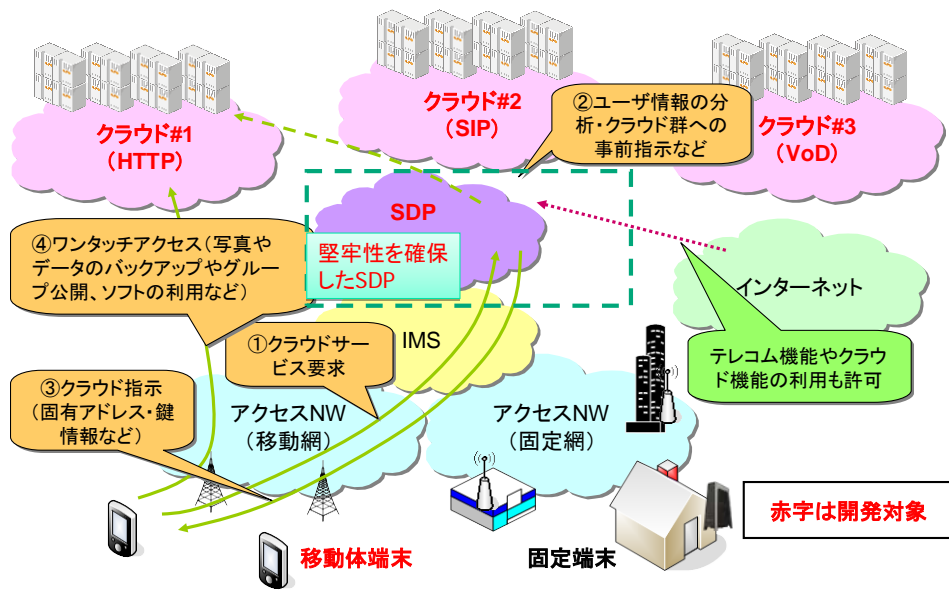 クラウド#1
（HTTP）
クラウド#2
（SIP）
クラウド#3
（VoD）
②ユーザ情報の分
析・クラウド群への
事前指示など
SDP
堅牢性を確保
したSDP
④ワンタッチアクセス（写真や
データのバックアップやグルー
プ公開、ソフトの利用など）
インターネット
①クラウドサー
ビス要求
IMS
テレコム機能やクラウ
ド機能の利用も許可
③クラウド指示
（固有アドレス・鍵
情報など）
アクセスNW
（移動網）
アクセスNW
（固定網）
赤字は開発対象
移動体端末
固定端末